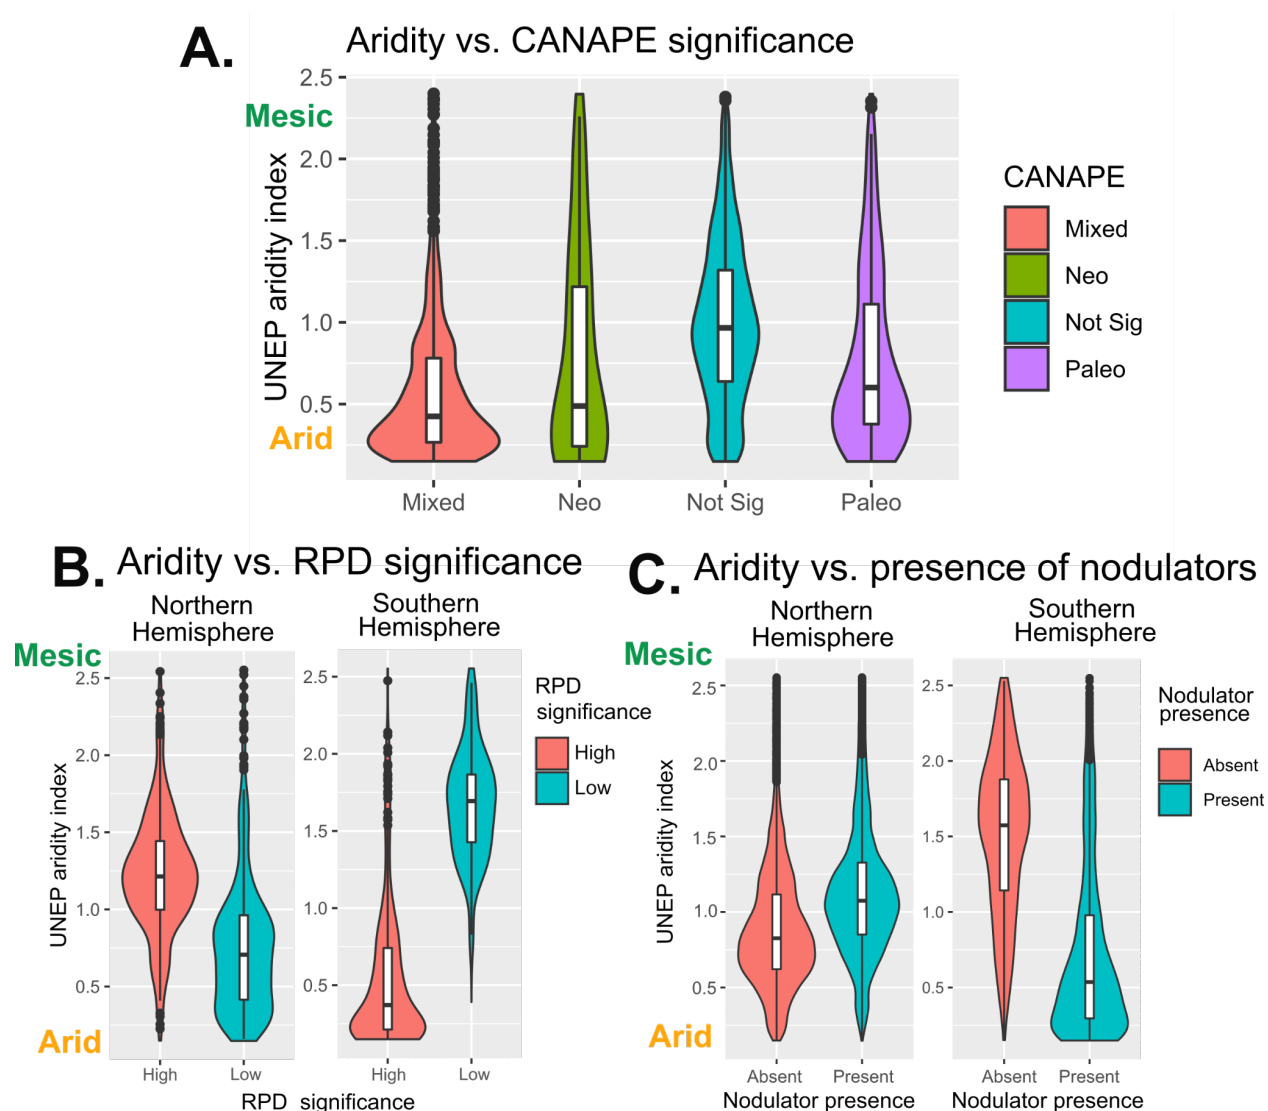 A.
Aridity vs. CANAPE significance
Mesic
Arid
UNEP aridity index
2.5
2.0
1.5
1.0
0.5
Mixed
Neo
Not Sig
Paleo
CANAPE
Mixed
Neo
Not Sig
Paleo
B.
Aridity vs. RPD significance
Northern
Hemisphere
Southern
Hemisphere
Mesic
Arid
UNEP aridity index
2.5
2.0
1.5
1.0
0.5
2.5
2.0
1.5
1.0
0.5
High
Low
High
Low
RPD significance
RPD
significance
High
Low
C.
Aridity vs. presence of nodulators
Northern
Hemisphere
Southern
Hemisphere
Mesic
Arid
UNEP aridity index
2.5
2.0
1.5
1.0
0.5
2.5
2.0
1.5
1.0
0.5
Absent
Present
Absent
Present
Nodulator presence
Nodulator presence
Nodulator
presence
Absent
Present